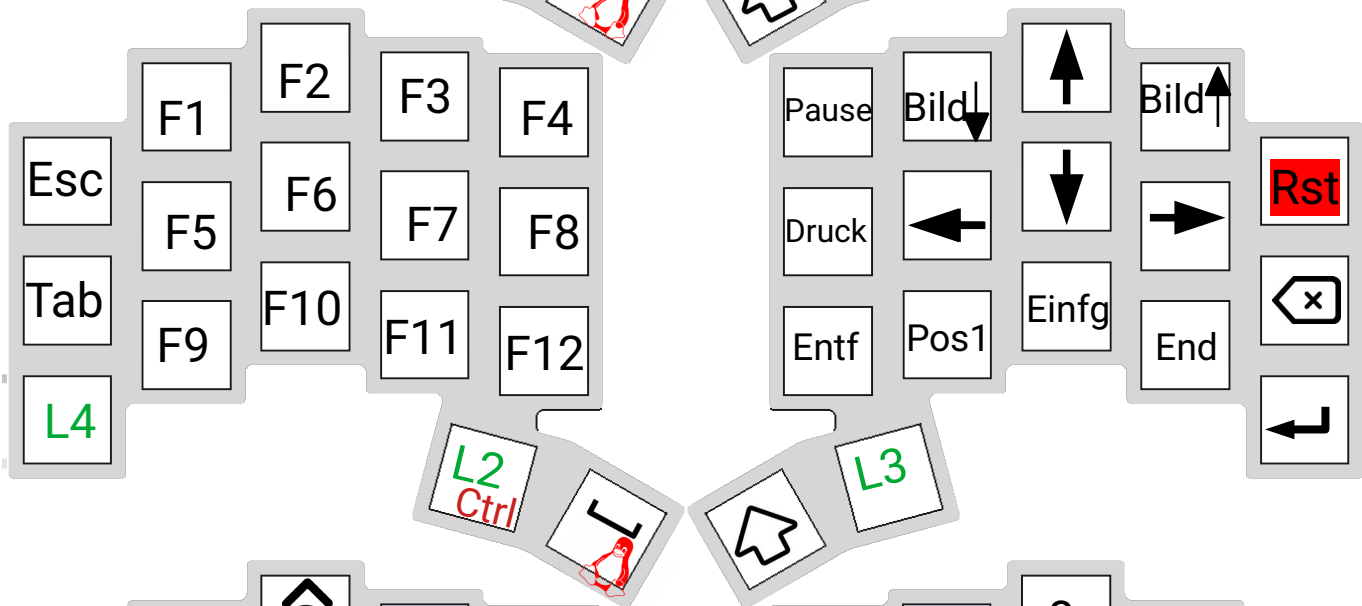 F2
F3
F1
F4
Esc
F6
F7
F5
F8
Tab
F10
F11
F9
F12
L4
L2
Ctrl
Pause
Bild
Bild
Rst
Druck
Einfg
Entf
Pos1
End
L3